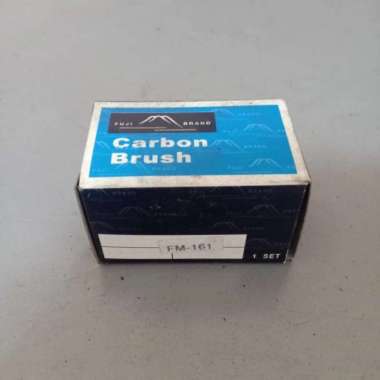 FUJI BRAND
Carbon
Brush
FM-161
1 SET